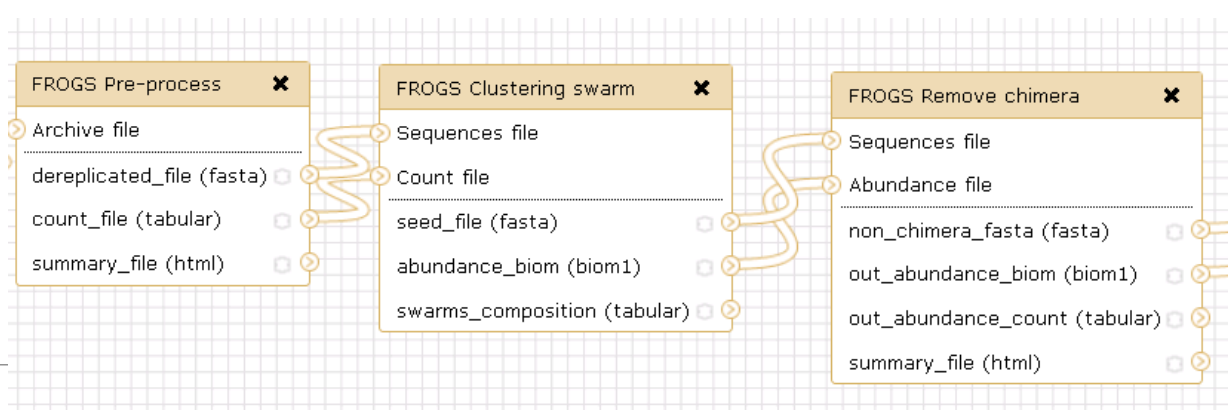 FROGS Pre-process
Archive file
dereplicated_file (fasta)
count_file (tabular)
summary_file (html)
FROGS Clustering swarm
Sequences file
Count file
seed_file (fasta)
abundance_biom (biom1)
swarms_composition (tabular)
FROGS Remove chimera
Sequences file
Abundance file
non_chimera_fasta (fasta)
out_abundance_biom (biom1)
out_abundance_count (tabular)
summary_file (html)